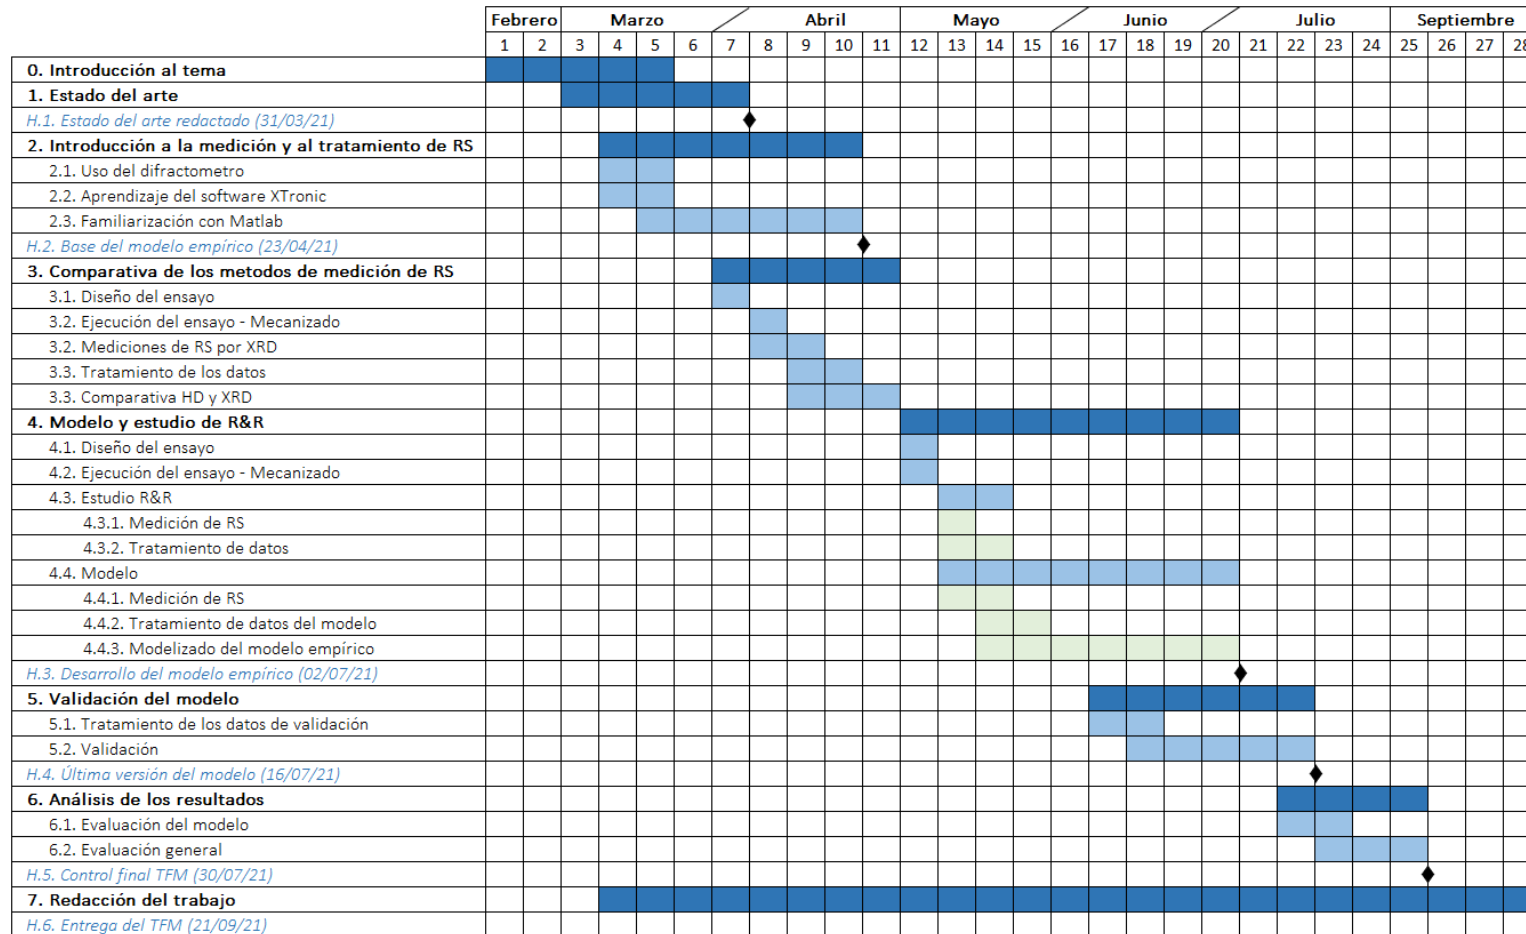 Febrero Marzo Abril Mayo Junio Julio Septiembre
1 2 3 4 5 6 7 8 9 10 11 12 13 14 15 16 17 18 19 20 21 22 23 24 25 26 27 28
0. Introducción al tema
1. Estado del arte
H.1. Estado del arte redactado (31/03/21)
2. Introducción a la medición y al tratamiento de RS
2.1. Uso del difractometro
2.2. Aprendizaje del software XTronic
2.3. Familiarización con Matlab
H.2. Base del modelo empírico (23/04/21)
3. Comparativa de los metodos de medición de RS
3.1. Diseño del ensayo
3.2. Ejecución del ensayo - Mecanizado
3.2. Mediciones de RS por XRD
3.3. Tratamiento de los datos
3.3. Comparativa HD y XRD
4. Modelo y estudio de R&R
4.1. Diseño del ensayo
4.2. Ejecución del ensayo - Mecanizado
4.3. Estudio R&R
4.3.1. Medición de RS
4.3.2. Tratamiento de datos
4.4. Modelo
4.4.1. Medición de RS
4.4.2. Tratamiento de datos del modelo
4.4.3. Modelizado del modelo empírico
H.3. Desarrollo del modelo empírico (02/07/21)
5. Validación del modelo
5.1. Tratamiento de los datos de validación
5.2. Validación
H.4. Última versión del modelo (16/07/21)
6. Análisis de los resultados
6.1. Evaluación del modelo
6.2. Evaluación general
H.5. Control final TFM (30/07/21)
7. Redacción del trabajo
H.6. Entrega del TFM (21/09/21)